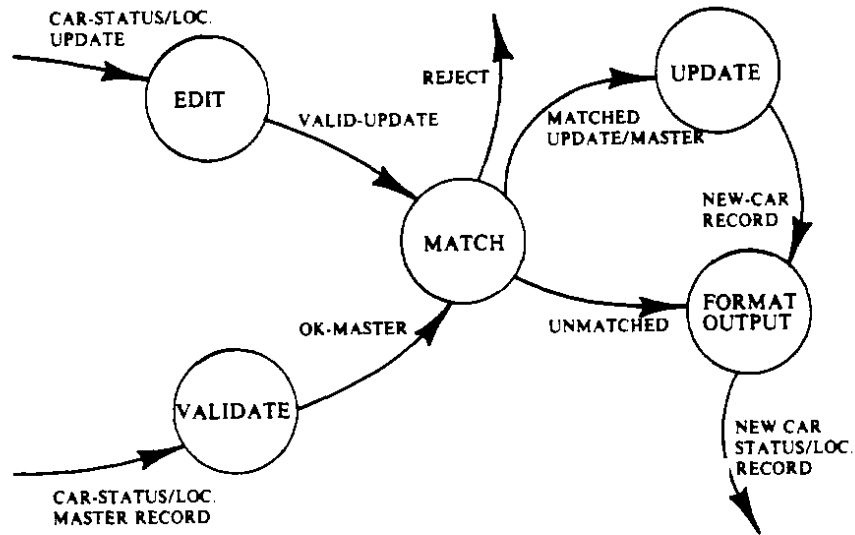 CAR-STATUS/LOC.
UPDATE
EDIT
VALID-UPDATE
REJECT
MATCHED
UPDATE/MASTER
UPDATE
NEW-CAR
RECORD
MATCH
OK-MASTER
UNMATCHED
FORMAT
OUTPUT
VALIDATE
CAR-STATUS/LOC.
MASTER RECORD
NEW CAR
STATUS/LOC.
RECORD